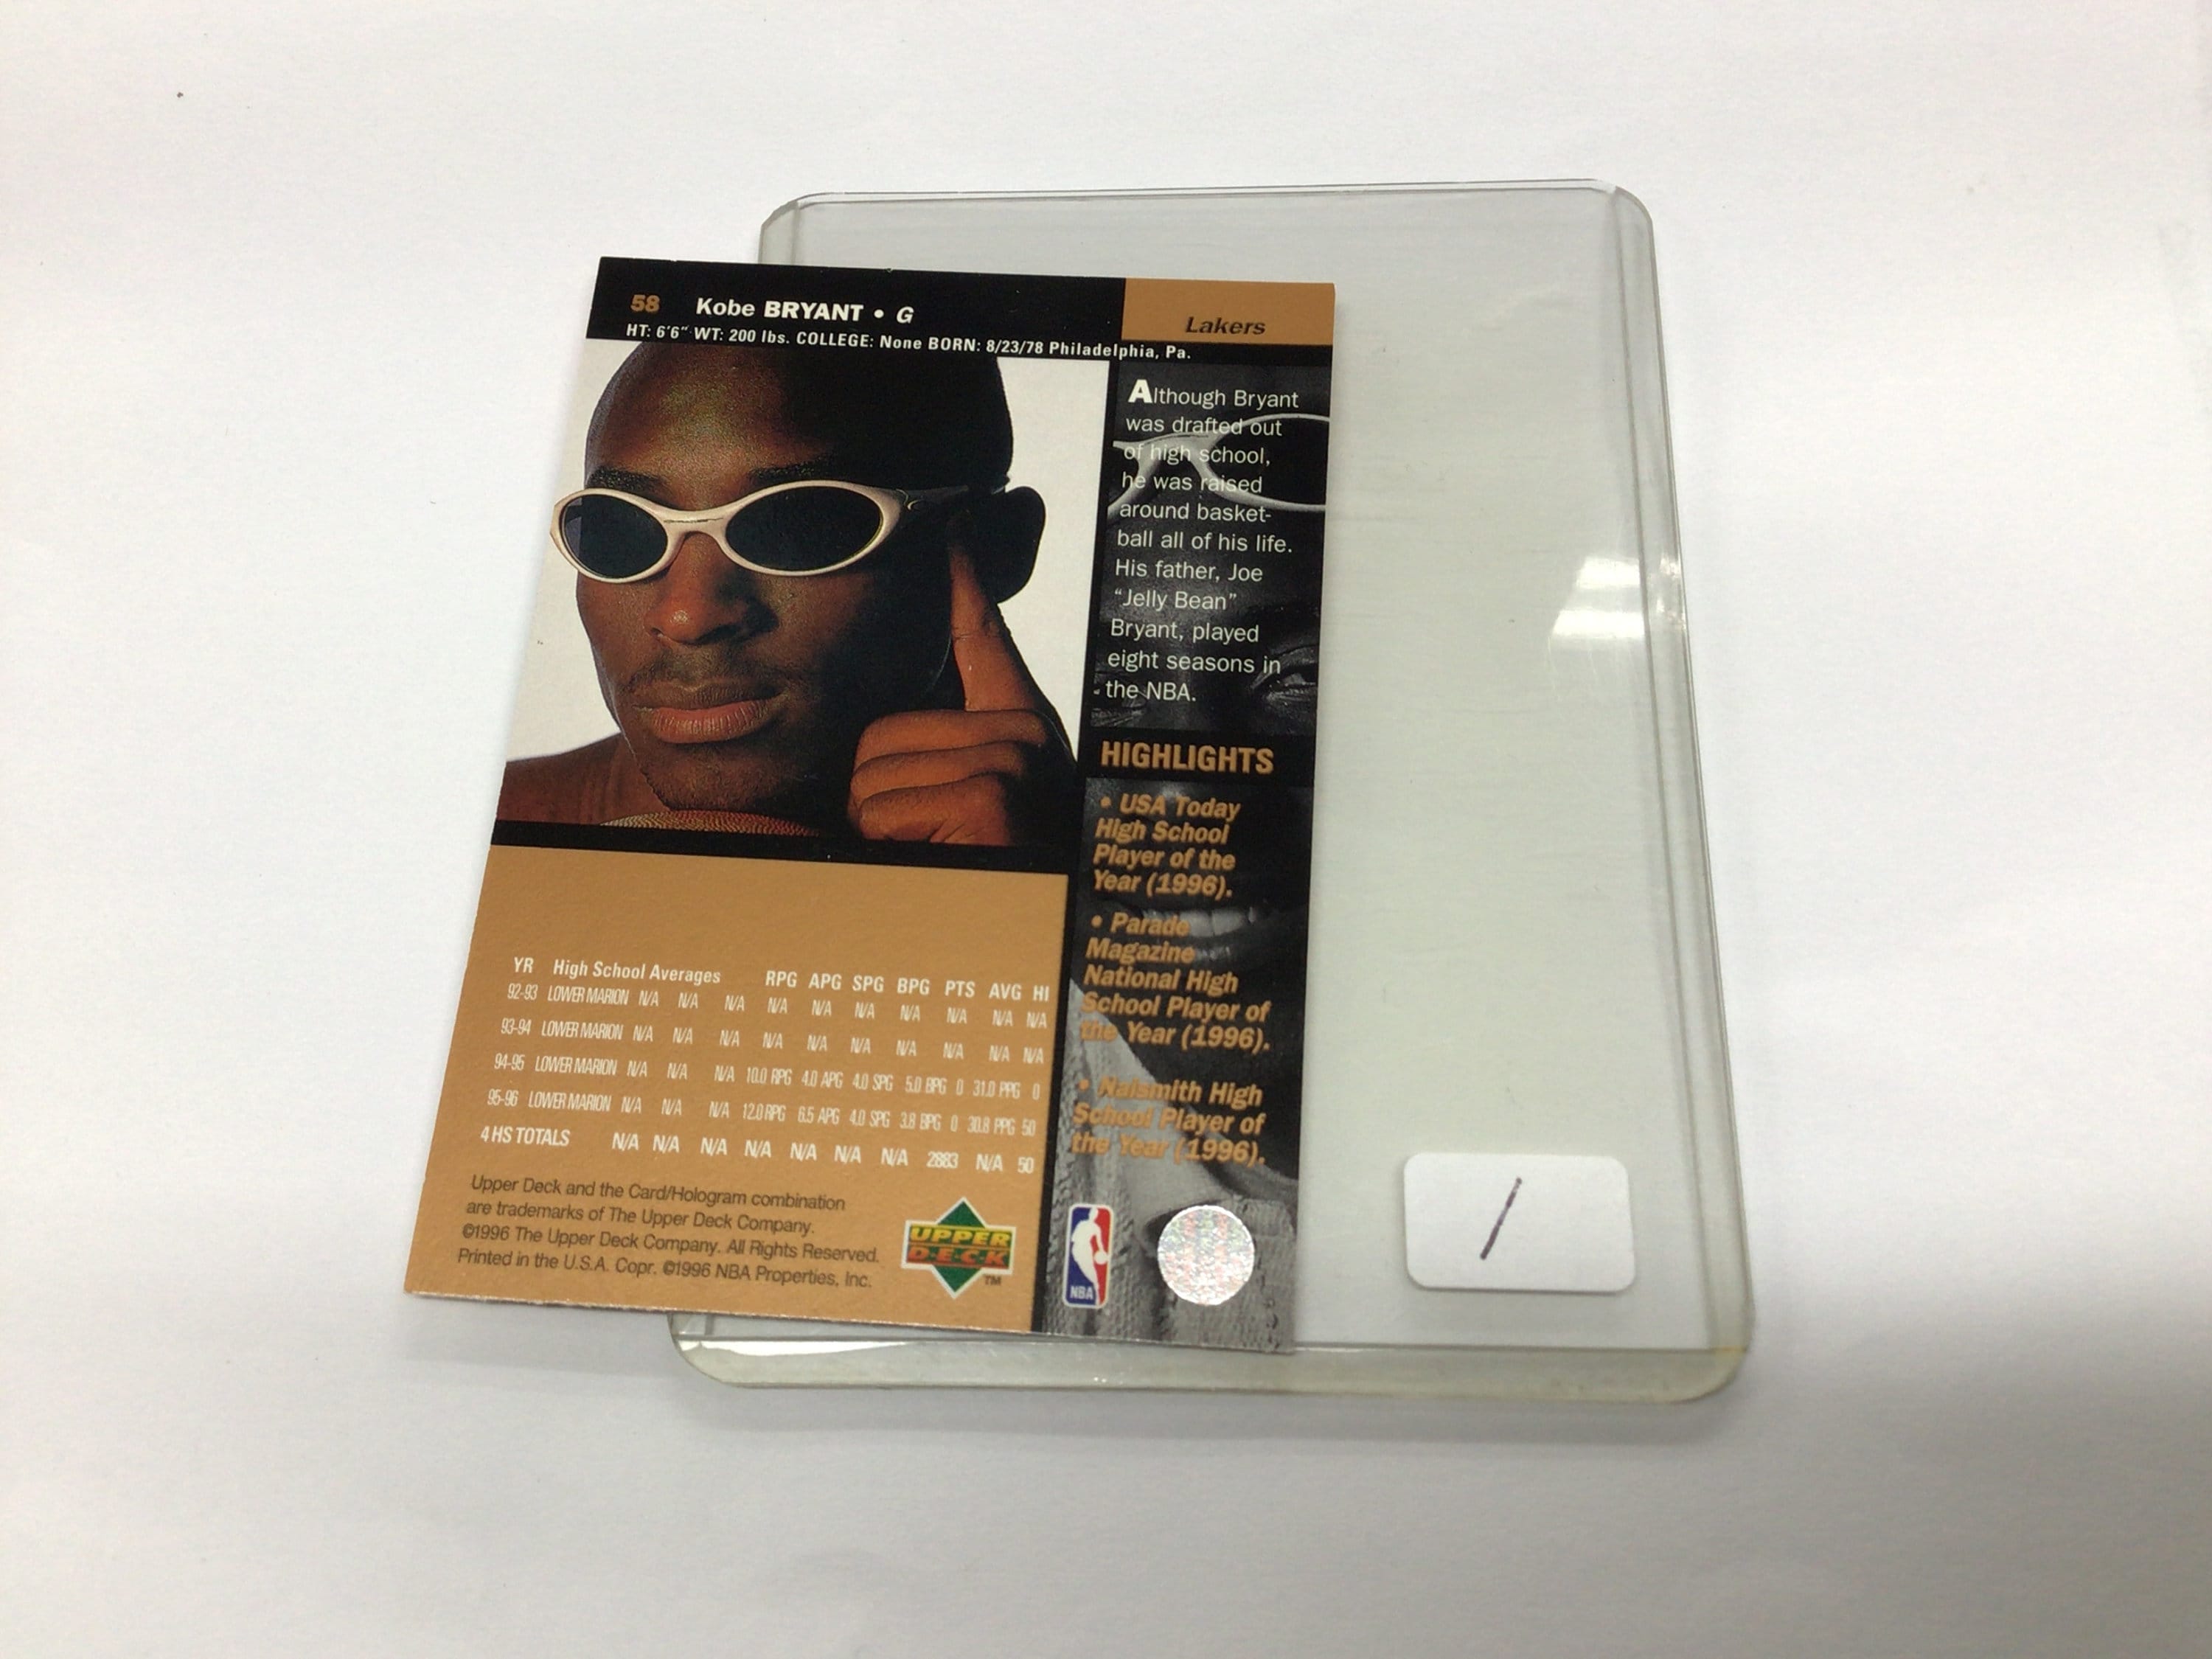 58 Kobe BRYANT • G
Lakers
HT: 6'6" WT: 200 lbs. COLLEGE: None BORN: 8/23/78 Philadelphia, Pa.
Although Bryant
was drafted out
of high school,
he was raised
around basket-
ball all of his life.
His father, Joe
"Jelly Bean"
Bryant, played
eight seasons in
the NBA.
HIGHLIGHTS
• USA Today
High School
Player of the
Year (1996).
• Parade
Magazine
National High
School Player of
the Year (1996).
• Naismith High
School Player of
the Year (1996).
YR High School Averages RPG APG SPG BPG PTS AVG HI
92-93 LOWER MARION N/A N/A N/A N/A N/A N/A N/A N/A N/A N/A
93-94 LOWER MARION N/A N/A N/A N/A N/A N/A N/A N/A N/A N/A
94-95 LOWER MARION N/A N/A N/A 10.0 RPG 4.0 APG 4.0 SPG 5.0 BPG 0 31.0 PPG 0
95-96 LOWER MARION N/A N/A N/A 12.0 RPG 6.5 APG 4.0 SPG 3.8 BPG 0 30.8 PPG 50
4 HS TOTALS N/A N/A N/A N/A N/A N/A N/A 2883 N/A 50
Upper Deck and the Card/Hologram combination
are trademarks of The Upper Deck Company.
©1996 The Upper Deck Company. All Rights Reserved.
Printed in the U.S.A. Copr. ©1996 NBA Properties, Inc.
UPPER
DECK
TM
NBA
/